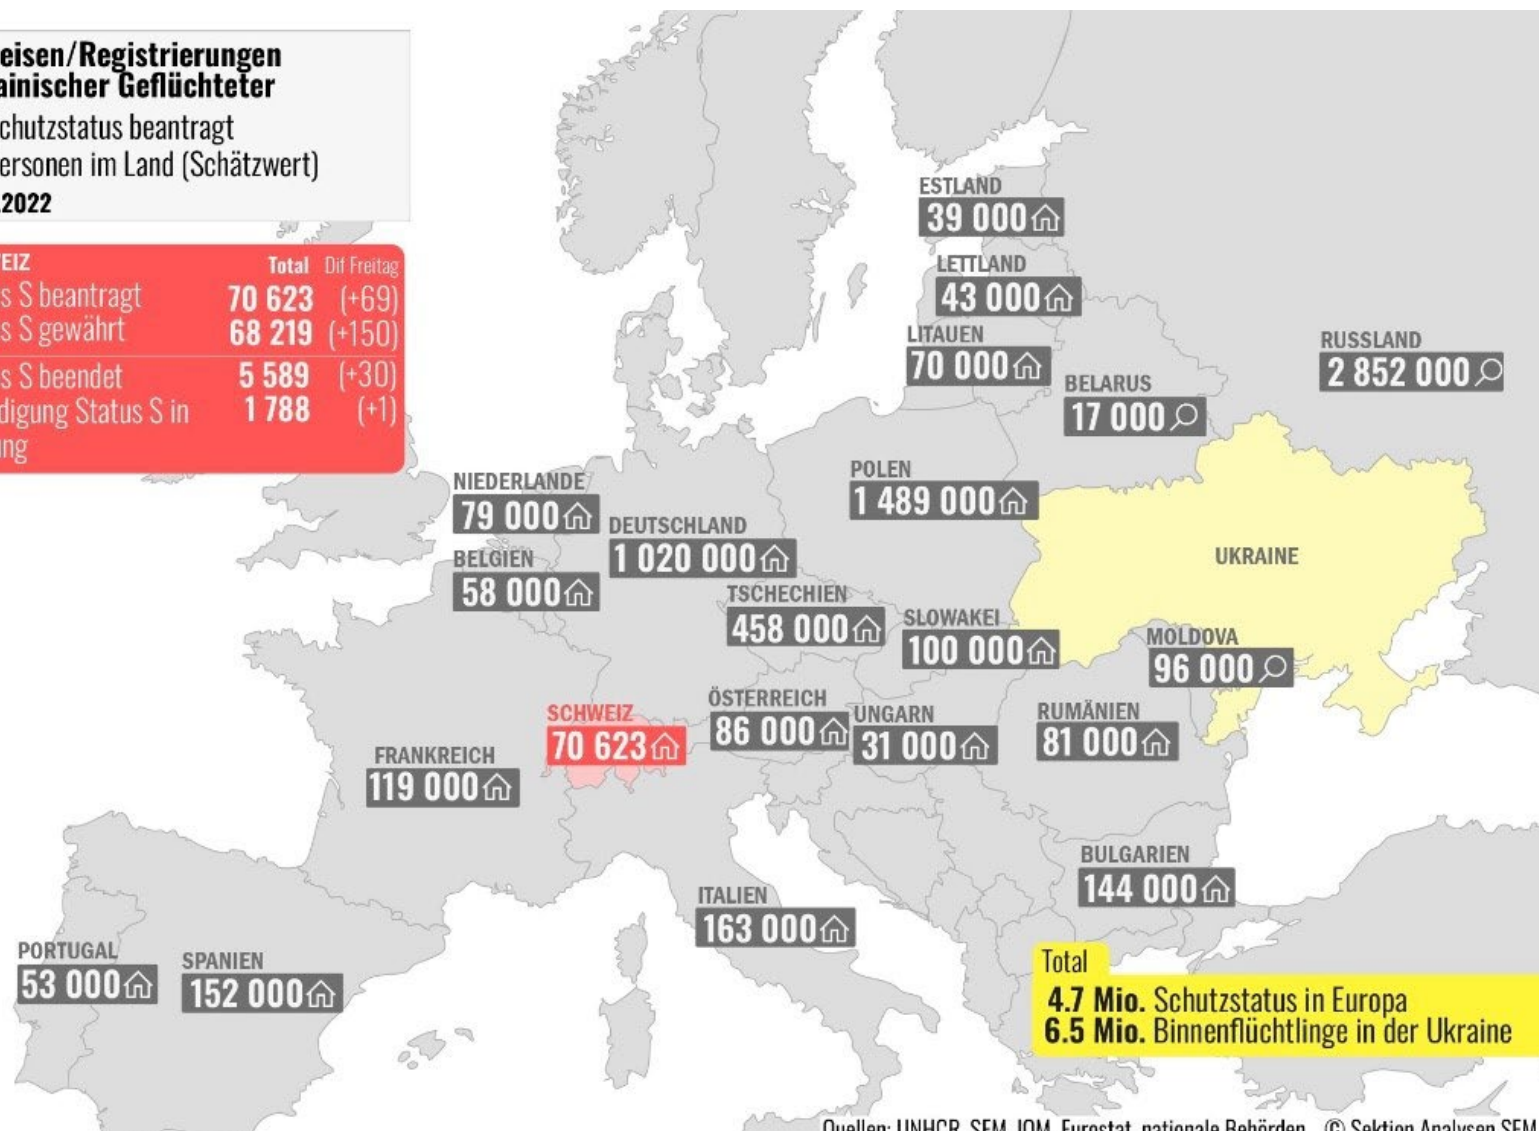 eisen/Registrierungen
ainischer Geflüchteter
chutzstatus beantragt
ersonen im Land (Schätzwert)
.2022
EIZ Total Dif Freitag
s S beantragt 70 623 (+69)
s S gewährt 68 219 (+150)
s S beendet 5 589 (+30)
digung Status S in 1 788 (+1)
ng
ESTLAND
39 000
LETTLAND
43 000
LITAUEN
70 000
RUSSLAND
2 852 000
BELARUS
17 000
POLEN
1 489 000
NIEDERLANDE
79 000
DEUTSCHLAND
1 020 000
BELGIEN
58 000
UKRAINE
TSCHECHIEN
458 000
SLOWAKEI
100 000
MOLDOVA
96 000
SCHWEIZ
70 623
ÖSTERREICH
86 000
UNGARN
31 000
RUMÄNIEN
81 000
FRANKREICH
119 000
BULGARIEN
144 000
ITALIEN
163 000
PORTUGAL
53 000
SPANIEN
152 000
Total
4.7 Mio. Schutzstatus in Europa
6.5 Mio. Binnenflüchtlinge in der Ukraine
Quellen: UNHCR, SEM, IOM, Eurostat, nationale Behörden © Sektion Analysen SEM